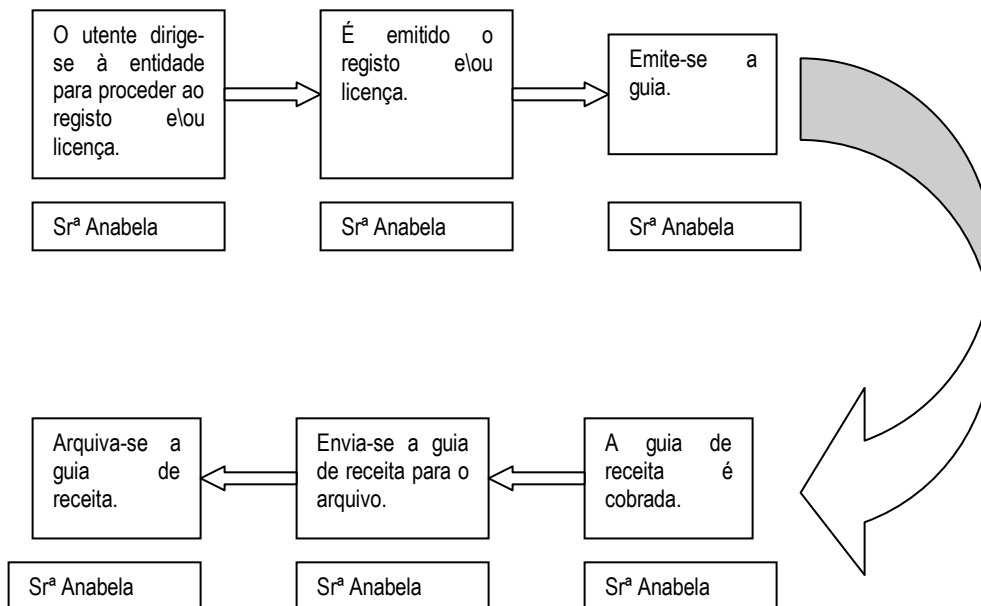 O utente dirige-
se à entidade
para proceder ao
registo e\ou
licença.
É emitido o
registo e\ou
licença.
Emite-se a
guia.
Srª Anabela
Srª Anabela
Srª Anabela
A guia de
receita é
cobrada.
Envia-se a guia
de receita para o
arquivo.
Arquiva-se a
guia de
receita.
Srª Anabela
Srª Anabela
Srª Anabela